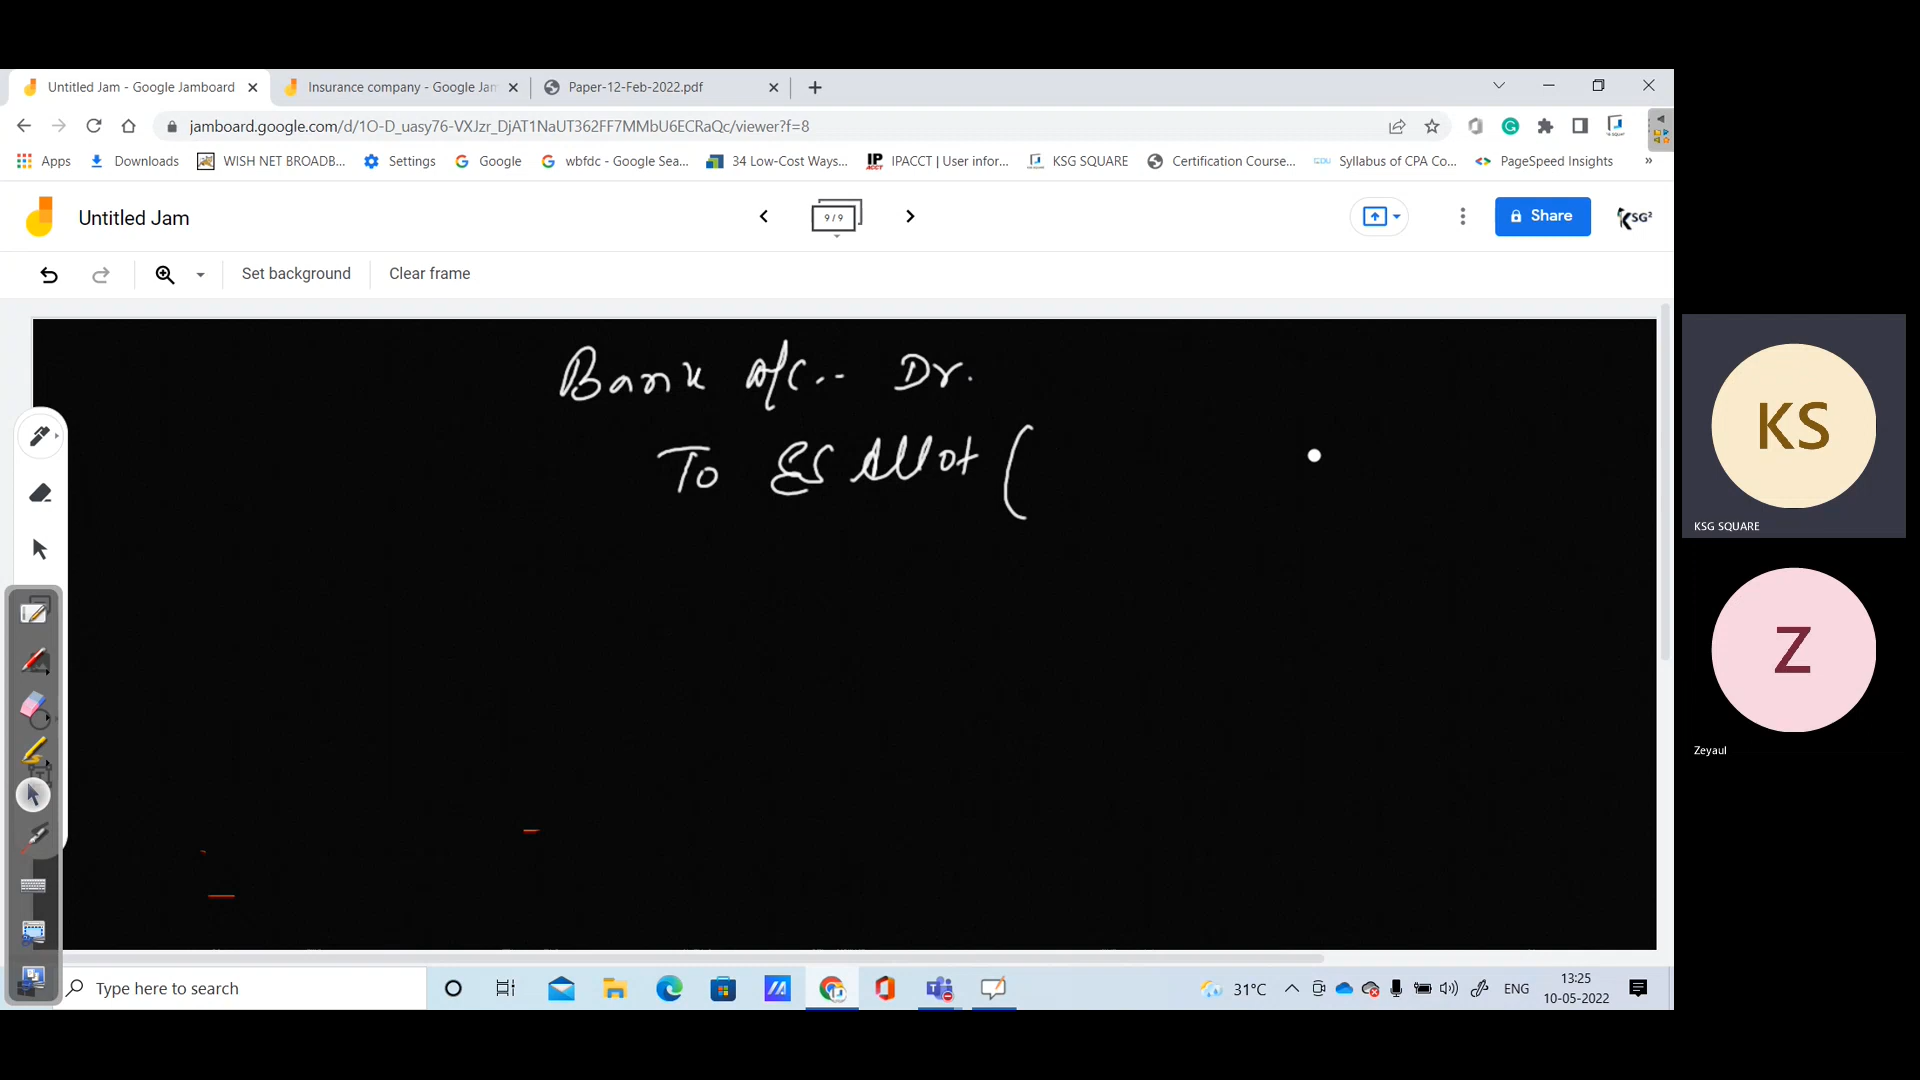 Untitled Jam - Google Jamboard
Insurance company - Google Jam
Paper-12-Feb-2022.pdf
jamboard.google.com/d/1O-D_uasy76-VXJzr_DjAT1NaUT362FF7MMbU6ECRaQc/viewer?f=8
Apps
Downloads
WISH NET BROADB...
Settings
Google
wbfdc - Google Sea...
34 Low-Cost Ways...
IPACCT | User infor...
KSG SQUARE
Certification Course...
Syllabus of CPA Co...
PageSpeed Insights
»
Untitled Jam
9 / 9
Share
KSG²
Set background
Clear frame
Bank A/c.- Dr.
To ES Allot (
KS
KSG SQUARE
Z
Zeyaul
Type here to search
31°C
ENG
13:25
10-05-2022